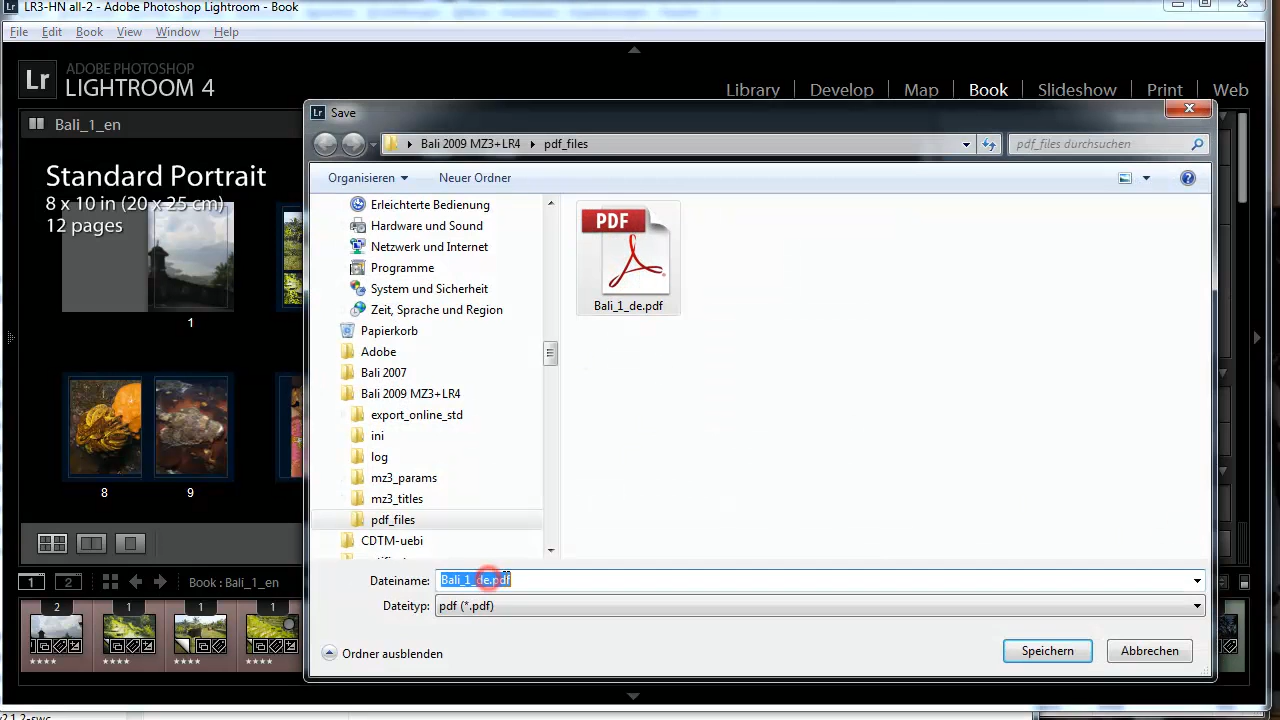 LR3-HN all-2 - Adobe Photoshop Lightroom - Book
File Edit Book View Window Help
Lr ADOBE PHOTOSHOP
LIGHTROOM 4
Library Develop Map Book Slideshow Print Web
Bali_1_en
Standard Portrait
8 x 10 in (20 x 25 cm)
12 pages
1
8 9
Save
Bali 2009 MZ3+LR4 pdf_files
pdf_files durchsuchen
Organisieren Neuer Ordner
Erleichterte Bedienung
Hardware und Sound
Netzwerk und Internet
Programme
System und Sicherheit
Zeit, Sprache und Region
Papierkorb
Adobe
Bali 2007
Bali 2009 MZ3+LR4
export_online_std
ini
log
mz3_params
mz3_titles
pdf_files
CDTM-uebi
PDF
Bali_1_de.pdf
Dateiname: Bali_1_de.pdf
Dateityp: pdf (*.pdf)
Ordner ausblenden
Speichern Abbrechen
1 2 Book : Bali_1_en
2 1 1 1